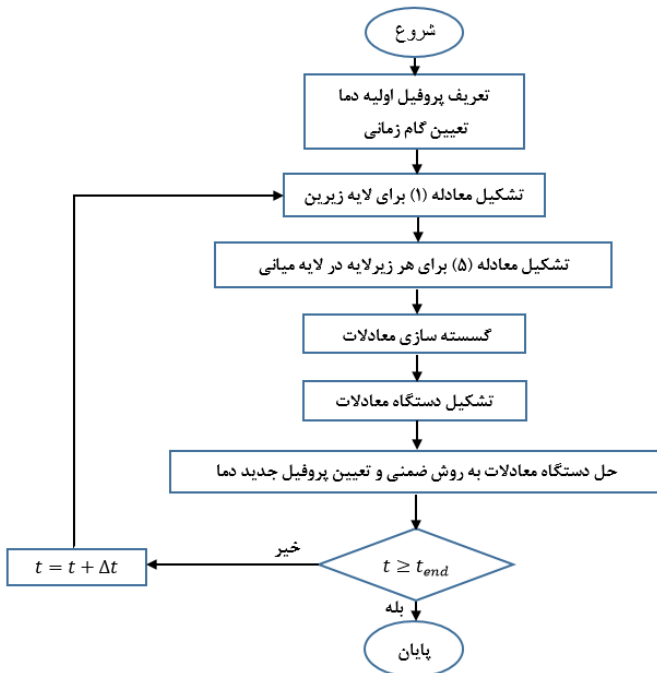 شروع
تعریف پروفیل اولیه دما
تعیین گام زمانی
تشکیل معادله (۱) برای لایه زیرین
تشکیل معادله (۵) برای هر زیرلایه در لایه میانی
گسسته سازی معادلات
تشکیل دستگاه معادلات
حل دستگاه معادلات به روش ضمنی و تعیین پروفیل جدید دما
خیر
t ≥ t_end
t = t + Δt
بله
پایان